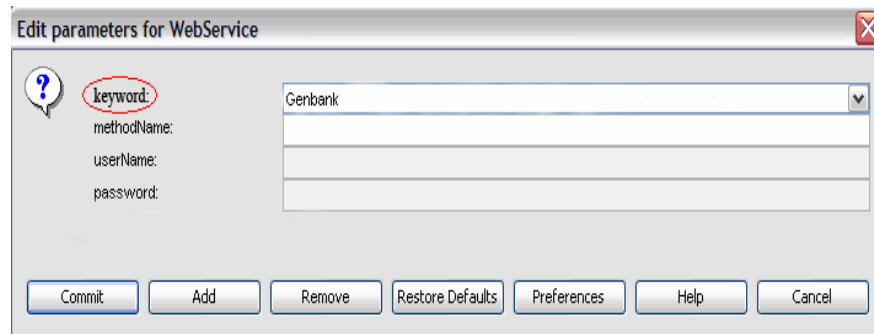 Edit parameters for WebService
keyword: Genbank
methodName:
userName:
password:
Commit Add Remove Restore Defaults Preferences Help Cancel